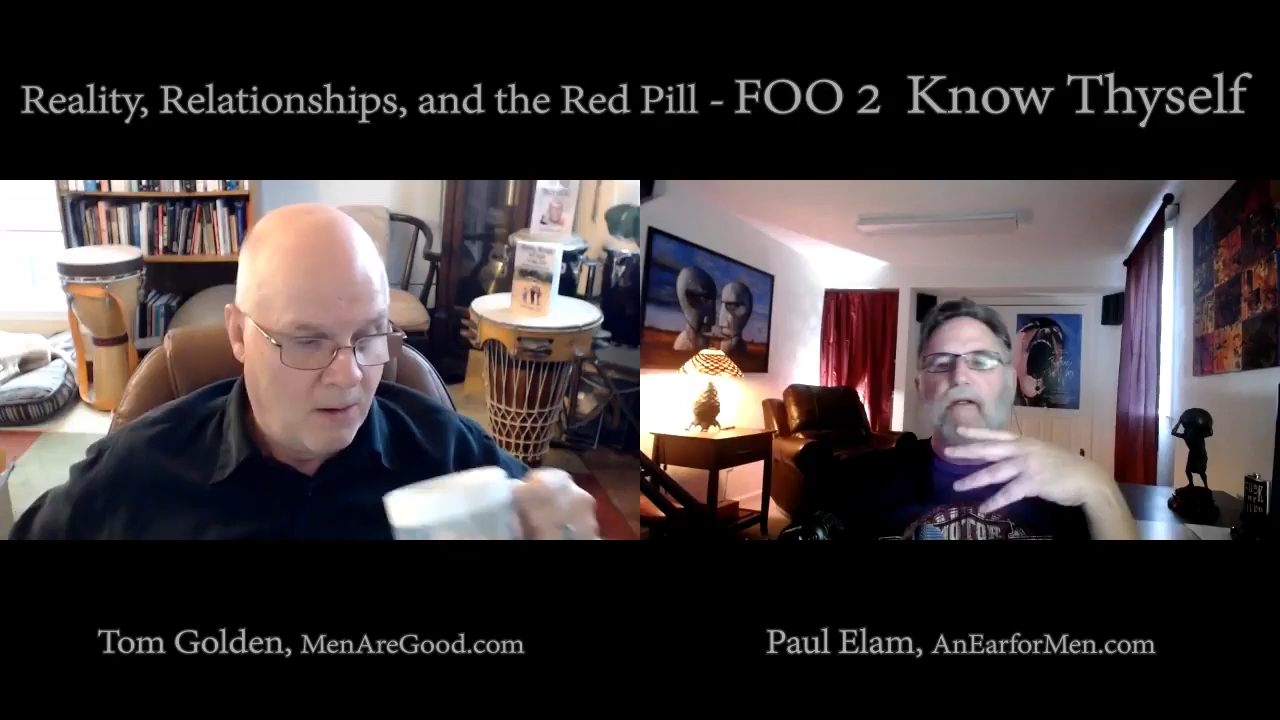 Reality, Relationships, and the Red Pill - FOO 2 Know Thyself
Tom Golden, MenAreGood.com
Paul Elam, AnEarforMen.com